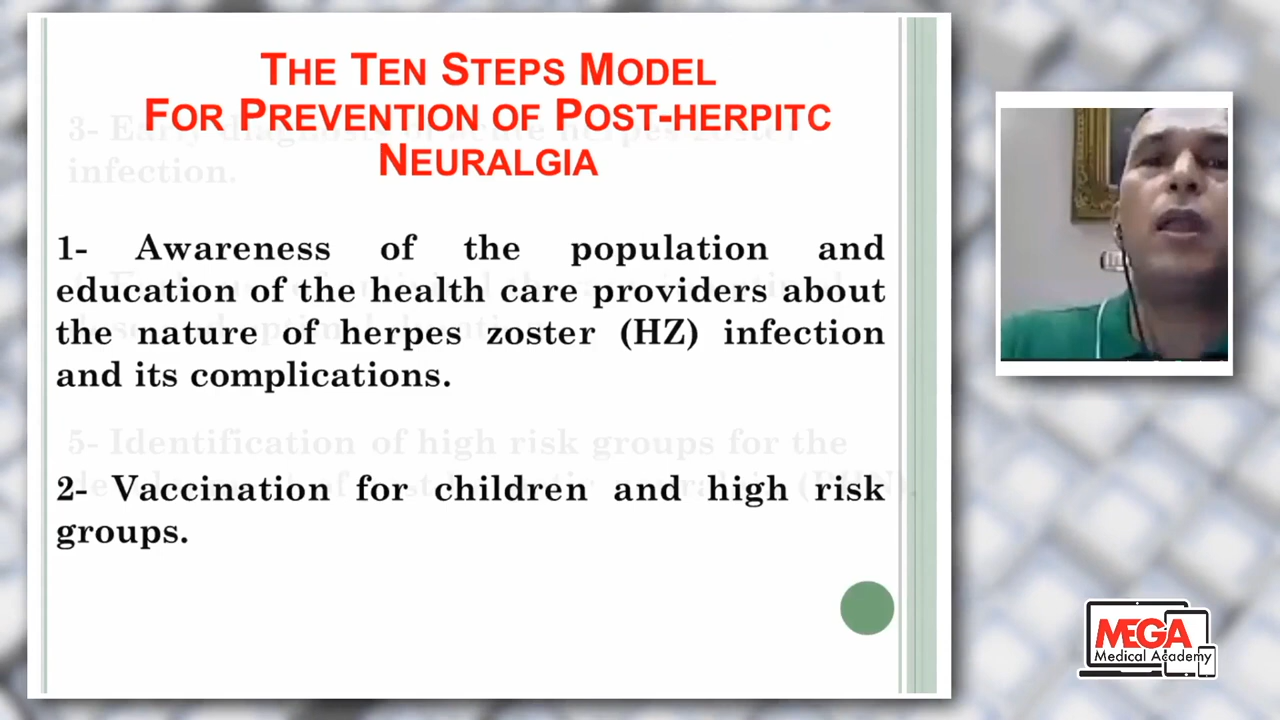 THE TEN STEPS MODEL
FOR PREVENTION OF POST-HERPITC
NEURALGIA
3- Early diagnosis of acute herpes zoster
infection.
1- Awareness of the population and
education of the health care providers about
the nature of herpes zoster (HZ) infection
and its complications.
5- Identification of high risk groups for the
2- Vaccination for children and high risk
groups.
MEGA
Medical Academy